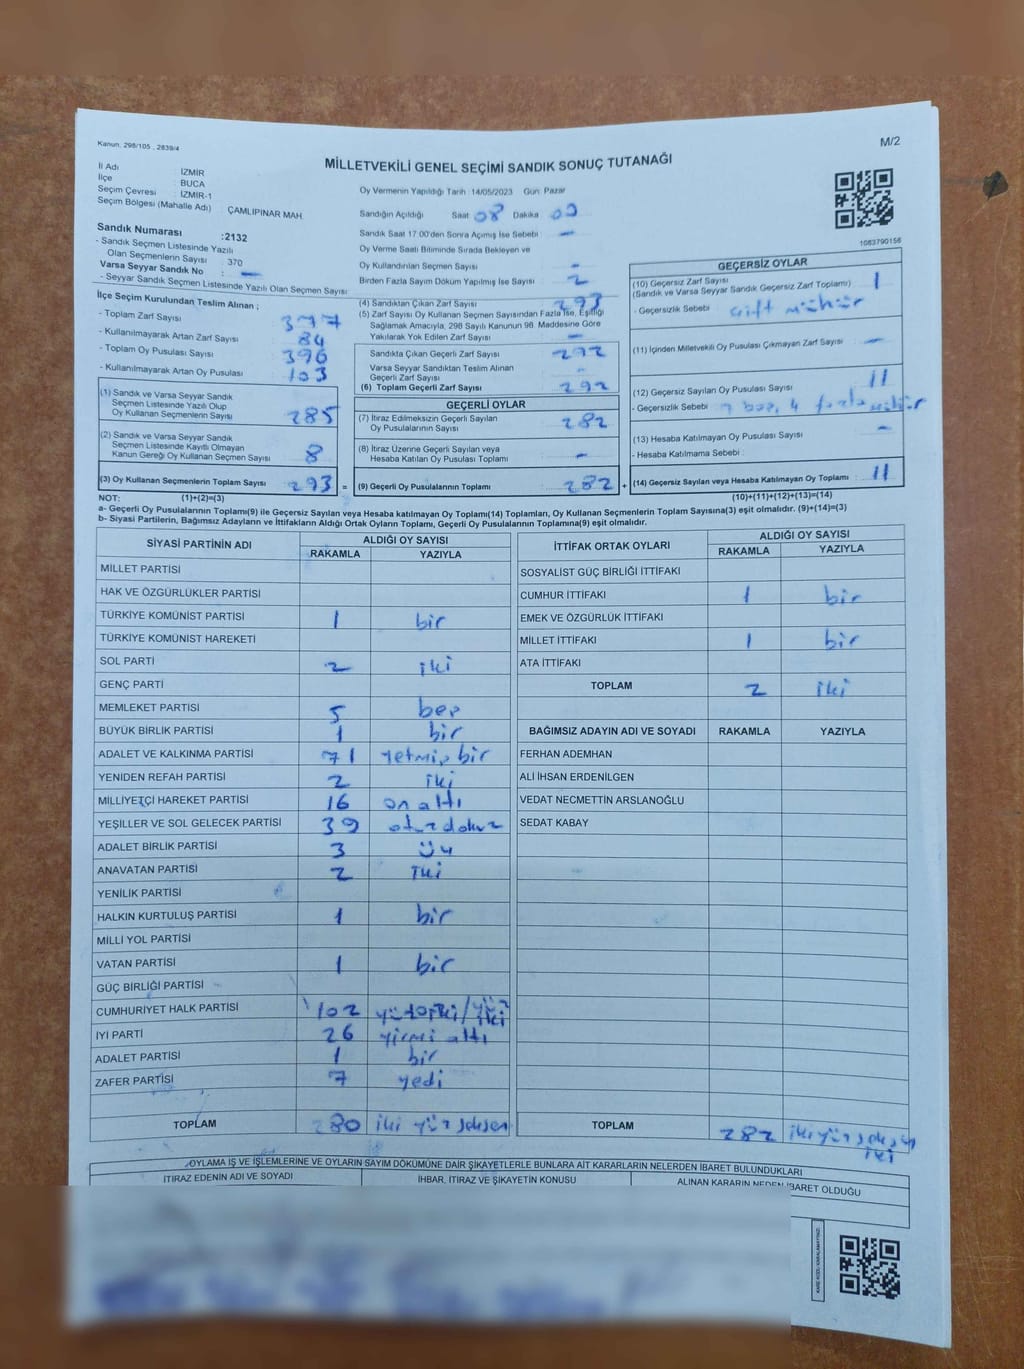 Kanun, 298/105 , 2839/4
M/2
MİLLETVEKİLİ GENEL SEÇİMİ SANDIK SONUÇ TUTANAĞI
İl Adı İZMİR
İlçe : BUCA
Seçim Çevresi : İZMİR-1
Seçim Bölgesi (Mahalle Adı) : ÇAMLIPINAR MAH.
Sandık Numarası :2132
- Sandık Seçmen Listesinde Yazılı
Olan Seçmenlerin Sayısı : 370
Varsa Seyyar Sandık No : -
- Seyyar Sandık Seçmen Listesinde Yazılı Olan Seçmen Sayısı
Oy Vermenin Yapıldığı Tarih :14/05/2023 Gün: Pazar
Sandığın Açıldığı Saat 08 Dakika 00
Sandık Saat 17:00'den Sonra Açımış İse Sebebi : -
Oy Verme Saati Bitiminde Sırada Bekleyen ve
Oy Kullandırılan Seçmen Sayısı : -
Birden Fazla Sayım Döküm Yapılmış İse Sayısı : 2
1083790156
İlçe Seçim Kurulundan Teslim Alınan ;
- Toplam Zarf Sayısı : 377
- Kullanılmayarak Artan Zarf Sayısı : 84
- Toplam Oy Pusulası Sayısı : 396
- Kullanılmayarak Artan Oy Pusulası : 103
(1) Sandık ve Varsa Seyyar Sandık
Seçmen Listesinde Yazılı Olup
Oy Kullanan Seçmenlerin Sayısı : 285
(2) Sandık ve Varsa Seyyar Sandık
Seçmen Listesinde Kayıtlı Olmayan
Kanun Gereği Oy Kullanan Seçmen Sayısı : 8
(3) Oy Kullanan Seçmenlerin Toplam Sayısı : 293 =
(4) Sandıktan Çıkan Zarf Sayısı : 293
(5) Zarf Sayısı Oy Kullanan Seçmen Sayısından Fazla İse, Eşitliği
Sağlamak Amacıyla, 298 Sayılı Kanunun 98. Maddesine Göre
Yakılarak Yok Edilen Zarf Sayısı : -
Sandıkta Çıkan Geçerli Zarf Sayısı : 292
Varsa Seyyar Sandıktan Teslim Alınan
Geçerli Zarf Sayısı :
(6) Toplam Geçerli Zarf Sayısı : 292
GEÇERLİ OYLAR
(7) İtiraz Edilmeksizin Geçerli Sayılan
Oy Pusulalarının Sayısı : 282
(8) İtiraz Üzerine Geçerli Sayılan veya
Hesaba Katılan Oy Pusulası Toplamı : -
(9) Geçerli Oy Pusulalarının Toplamı : 282 +
GEÇERSİZ OYLAR
(10) Geçersiz Zarf Sayısı : 1
(Sandık ve Varsa Seyyar Sandık Geçersiz Zarf Toplamı)
- Geçersizlik Sebebi : çift mühür
(11) İçinden Milletvekili Oy Pusulası Çıkmayan Zarf Sayısı : -
(12) Geçersiz Sayılan Oy Pusulası Sayısı : 11
- Geçersizlik Sebebi : 7 boş, 4 fazla mühür
(13) Hesaba Katılmayan Oy Pusulası Sayısı : -
- Hesaba Katılmama Sebebi :
(14) Geçersiz Sayılan veya Hesaba Katılmayan Oy Toplamı : 11
NOT: (1)+(2)=(3) (10)+(11)+(12)+(13)=(14)
a- Geçerli Oy Pusulalarının Toplamı(9) ile Geçersiz Sayılan veya Hesaba katılmayan Oy Toplamı(14) Toplamları, Oy Kullanan Seçmenlerin Toplam Sayısına(3) eşit olmalıdır. (9)+(14)=(3)
b- Siyasi Partilerin, Bağımsız Adayların ve İttifakların Aldığı Ortak Oyların Toplamı, Geçerli Oy Pusulalarının Toplamına(9) eşit olmalıdır.
SİYASİ PARTİNİN ADI ALDIĞI OY SAYISI
RAKAMLA YAZIYLA
MİLLET PARTİSİ
HAK VE ÖZGÜRLÜKLER PARTİSİ
TÜRKİYE KOMÜNİST PARTİSİ 1 bir
TÜRKİYE KOMÜNİST HAREKETİ
SOL PARTİ 2 iki
GENÇ PARTİ
MEMLEKET PARTİSİ 5 beş
BÜYÜK BİRLİK PARTİSİ 1 bir
ADALET VE KALKINMA PARTİSİ 71 yetmiş bir
YENİDEN REFAH PARTİSİ 2 iki
MİLLİYETÇİ HAREKET PARTİSİ 16 on altı
YEŞİLLER VE SOL GELECEK PARTİSİ 39 otuz dokuz
ADALET BİRLİK PARTİSİ 3 üç
ANAVATAN PARTİSİ 2 iki
YENİLİK PARTİSİ
HALKIN KURTULUŞ PARTİSİ 1 bir
MİLLİ YOL PARTİSİ
VATAN PARTİSİ 1 bir
GÜÇ BİRLİĞİ PARTİSİ
CUMHURİYET HALK PARTİSİ 102 / yüz iki
İYİ PARTİ 26 yirmi altı
ADALET PARTİSİ 1 bir
ZAFER PARTİSİ 7 yedi
TOPLAM 280 iki yüz seksen
İTTİFAK ORTAK OYLARI ALDIĞI OY SAYISI
RAKAMLA YAZIYLA
SOSYALİST GÜÇ BİRLİĞİ İTTİFAKI
CUMHUR İTTİFAKI 1 bir
EMEK VE ÖZGÜRLÜK İTTİFAKI
MİLLET İTTİFAKI 1 bir
ATA İTTİFAKI
TOPLAM 2 iki
BAĞIMSIZ ADAYIN ADI VE SOYADI RAKAMLA YAZIYLA
FERHAN ADEMHAN
ALİ İHSAN ERDENİLGEN
VEDAT NECMETTİN ARSLANOĞLU
SEDAT KABAY
TOPLAM 282 iki yüz seksen
iki
OYLAMA İŞ VE İŞLEMLERİNE VE OYLARIN SAYIM DÖKÜMÜNE DAİR ŞİKAYETLERLE BUNLARA AİT KARARLARIN NELERDEN İBARET BULUNDUKLARI
İTİRAZ EDENİN ADI VE SOYADI İHBAR, İTİRAZ VE ŞİKAYETİN KONUSU ALINAN KARARIN NEDEN İBARET OLDUĞU